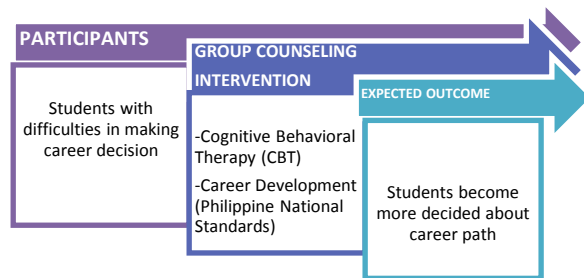 PARTICIPANTS
Students with
difficulties in making
career decision
GROUP COUNSELING
INTERVENTION
-Cognitive Behavioral
Therapy (CBT)
-Career Development
(Philippine National
Standards)
EXPECTED OUTCOME
Students become
more decided about
career path